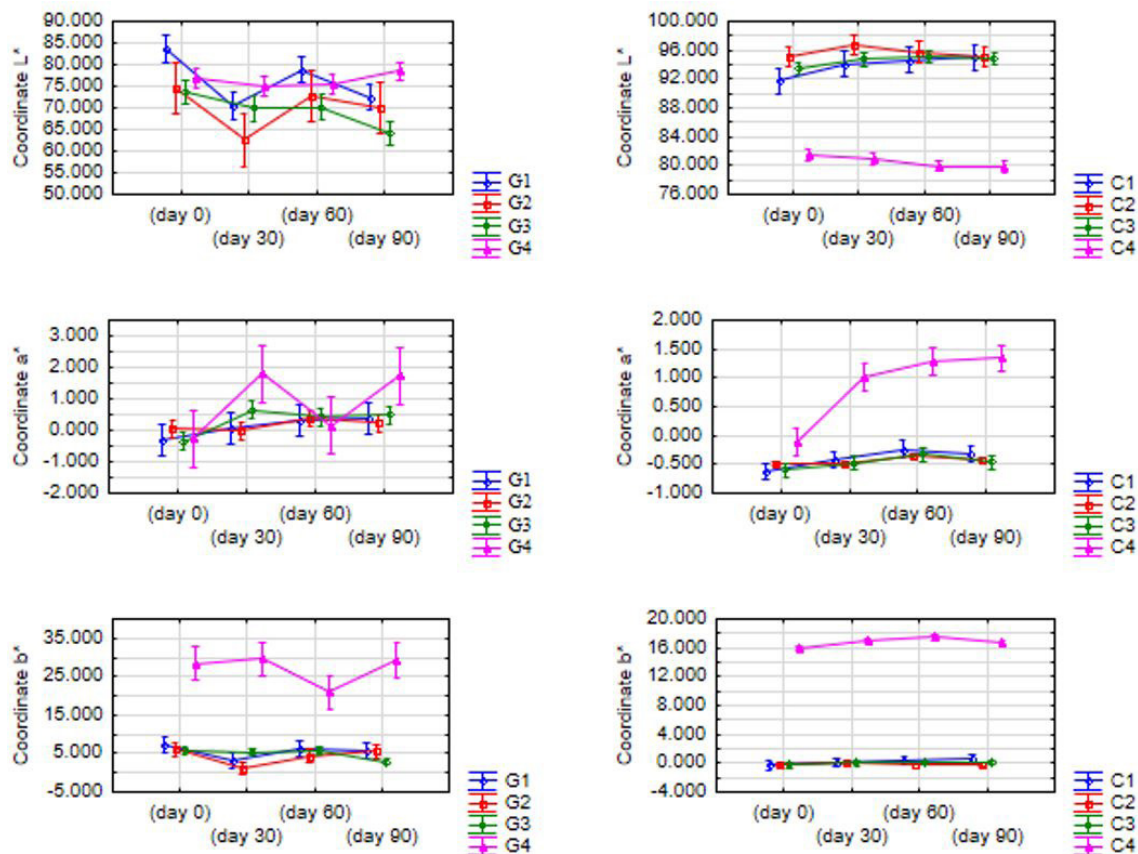 Coordinate L*
90.000
85.000
80.000
75.000
70.000
65.000
60.000
55.000
50.000
(day 0)
(day 30)
(day 60)
(day 90)
G1
G2
G3
G4
Coordinate L*
100.000
96.000
92.000
88.000
84.000
80.000
76.000
(day 0)
(day 30)
(day 60)
(day 90)
C1
C2
C3
C4
Coordinate a*
3.000
2.000
1.000
0.000
-1.000
-2.000
(day 0)
(day 30)
(day 60)
(day 90)
G1
G2
G3
G4
Coordinate a*
2.000
1.500
1.000
0.500
0.000
-0.500
-1.000
(day 0)
(day 30)
(day 60)
(day 90)
C1
C2
C3
C4
Coordinate b*
35.000
25.000
15.000
5.000
-5.000
(day 0)
(day 30)
(day 60)
(day 90)
G1
G2
G3
G4
Coordinate b*
20.000
16.000
12.000
8.000
4.000
0.000
-4.000
(day 0)
(day 30)
(day 60)
(day 90)
C1
C2
C3
C4